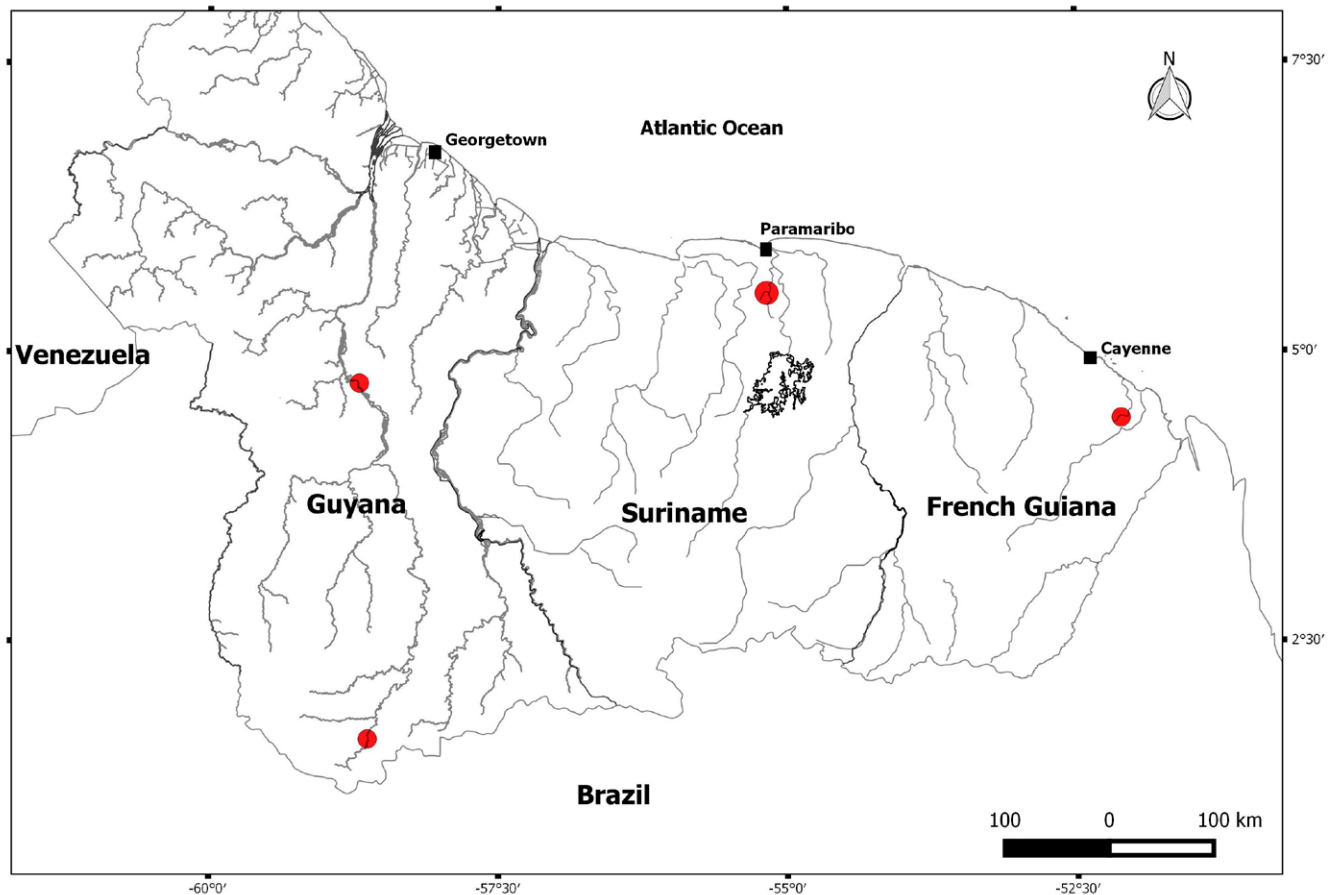 7°30′
N
Atlantic Ocean
Georgetown
Paramaribo
Venezuela
5°0′
Cayenne
Guyana
Suriname
French Guiana
2°30′
Brazil
100 0 100 km
-60°0′ -57°30′ -55°0′ -52°30′